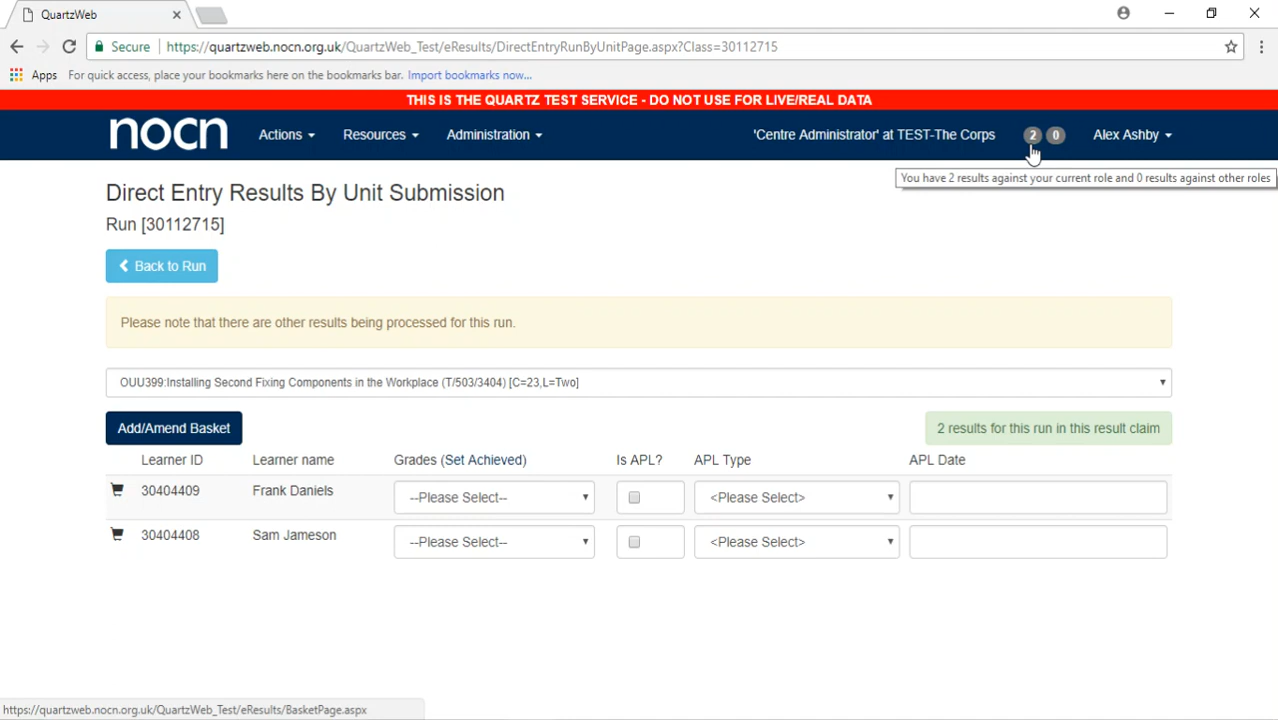 QuartzWeb
Secure https://quartzweb.nocn.org.uk/QuartzWeb_Test/eResults/DirectEntryRunByUnitPage.aspx?Class=30112715
Apps For quick access, place your bookmarks here on the bookmarks bar. Import bookmarks now...
THIS IS THE QUARTZ TEST SERVICE - DO NOT USE FOR LIVE/REAL DATA
nocn Actions Resources Administration 'Centre Administrator' at TEST-The Corps 2 0 Alex Ashby
You have 2 results against your current role and 0 results against other roles
Direct Entry Results By Unit Submission
Run [30112715]
Back to Run
Please note that there are other results being processed for this run.
OUU399:Installing Second Fixing Components in the Workplace (T/503/3404) [C=23,L=Two]
Add/Amend Basket 2 results for this run in this result claim
Learner ID Learner name Grades (Set Achieved) Is APL? APL Type APL Date
30404409 Frank Daniels --Please Select-- <Please Select>
30404408 Sam Jameson --Please Select-- <Please Select>
https://quartzweb.nocn.org.uk/QuartzWeb_Test/eResults/BasketPage.aspx